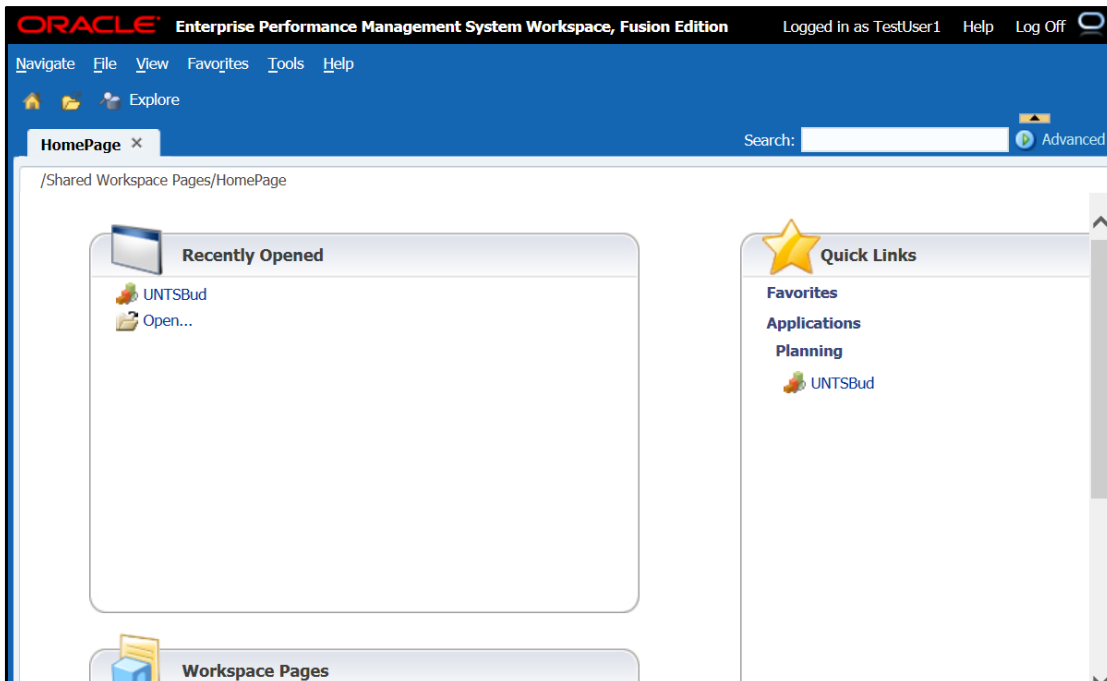 ORACLE Enterprise Performance Management System Workspace, Fusion Edition Logged in as TestUser1 Help Log Off
Navigate File View Favorites Tools Help
Explore
HomePage Search: Advanced
/Shared Workspace Pages/HomePage
Recently Opened
UNTSBud
Open...
Quick Links
Favorites
Applications
Planning
UNTSBud
Workspace Pages